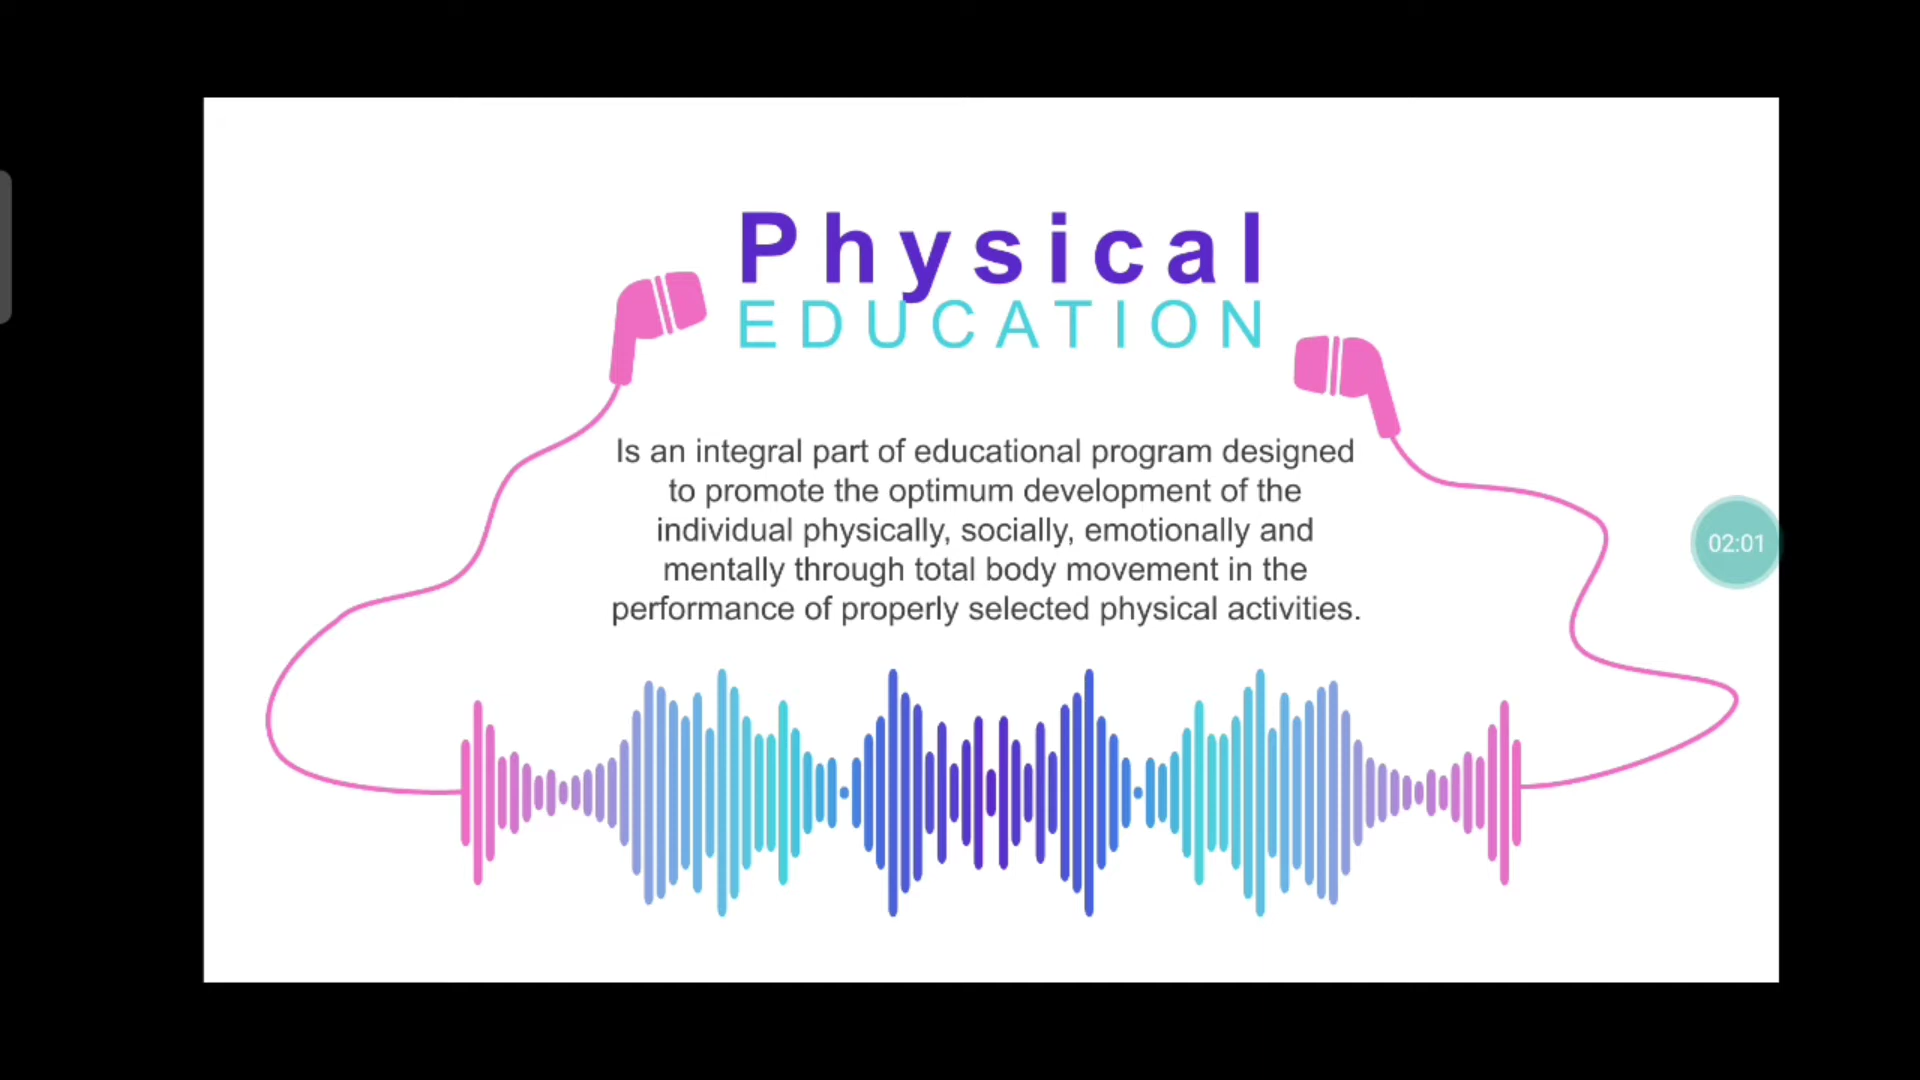 Physical
EDUCATION
Is an integral part of educational program designed
to promote the optimum development of the
individual physically, socially, emotionally and
mentally through total body movement in the
performance of properly selected physical activities.
02:01